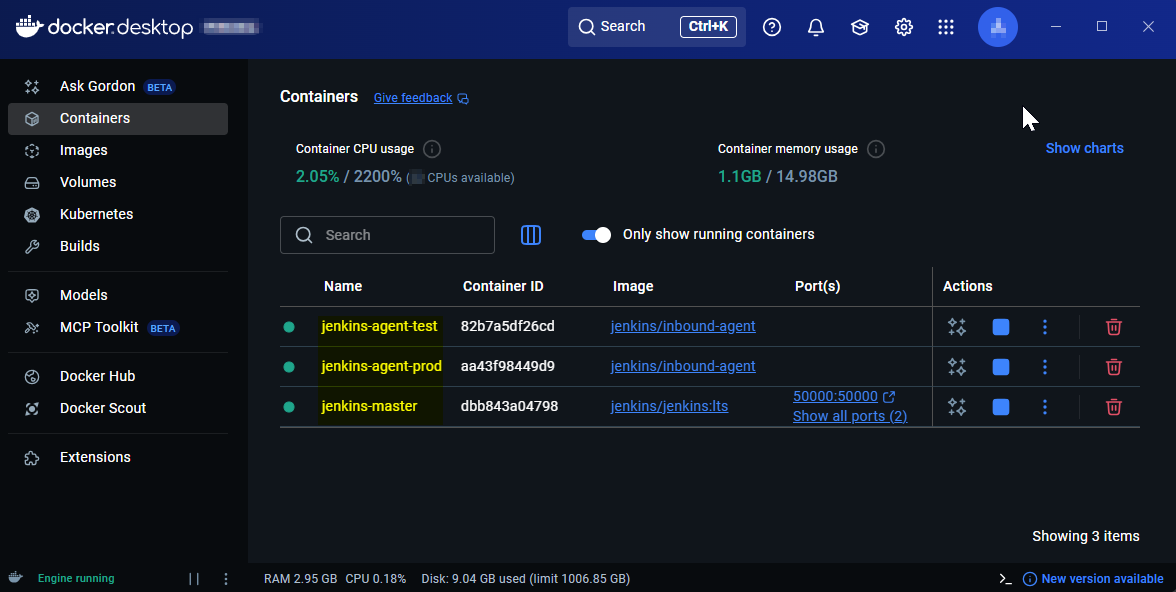 docker.desktop
Search Ctrl+K
Ask Gordon BETA
Containers
Images
Volumes
Kubernetes
Builds
Models
MCP Toolkit BETA
Docker Hub
Docker Scout
Extensions
Containers Give feedback
Container CPU usage
2.05% / 2200% ( CPUs available)
Container memory usage
1.1GB / 14.98GB
Show charts
Search
Only show running containers
Name Container ID Image Port(s) Actions
jenkins-agent-test 82b7a5df26cd jenkins/inbound-agent
jenkins-agent-prod aa43f98449d9 jenkins/inbound-agent
jenkins-master dbb843a04798 jenkins/jenkins:lts 50000:50000
Show all ports (2)
Showing 3 items
Engine running
RAM 2.95 GB CPU 0.18% Disk: 9.04 GB used (limit 1006.85 GB)
New version available